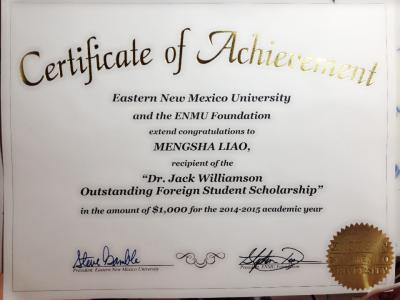 Certificate of Achievement
Eastern New Mexico University
and the ENMU Foundation
extend congratulations to
MENGSHA LIAO,
recipient of the
“Dr. Jack Williamson
Outstanding Foreign Student Scholarship”
in the amount of $1,000 for the 2014-2015 academic year
Steve Gamble
President, Eastern New Mexico University
President, ENMU Foundation
UNIVERSITY